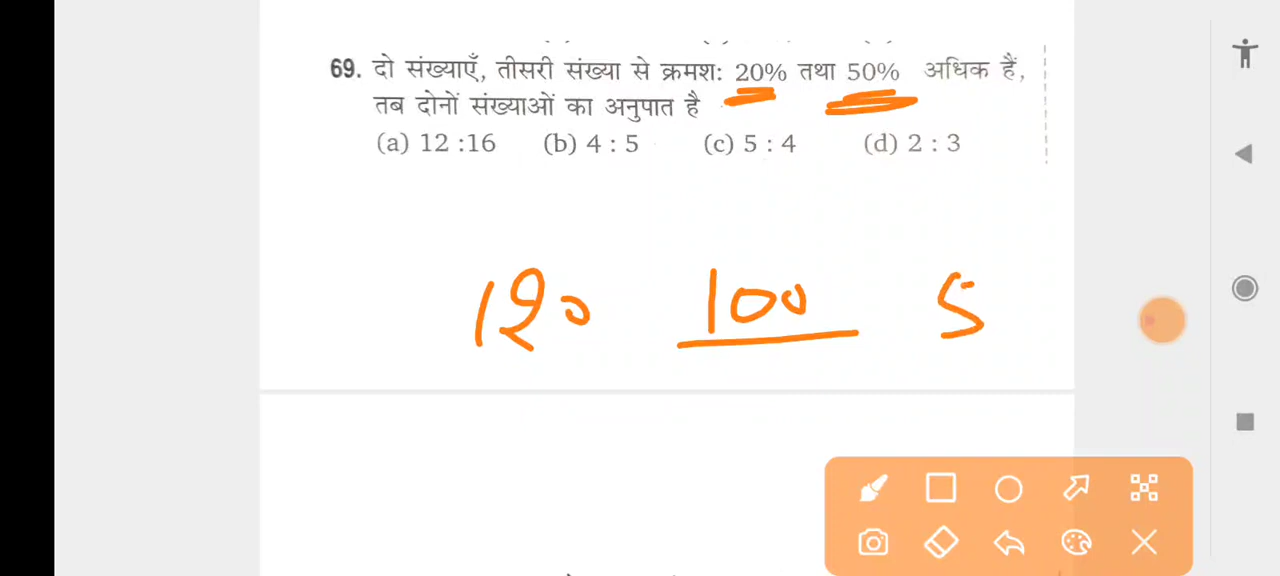 69. दो संख्याएँ, तीसरी संख्या से क्रमश: 20% तथा 50% अधिक हैं,
तब दोनों संख्याओं का अनुपात है
(a) 12 :16 (b) 4 : 5 (c) 5 : 4 (d) 2 : 3
120 100 5